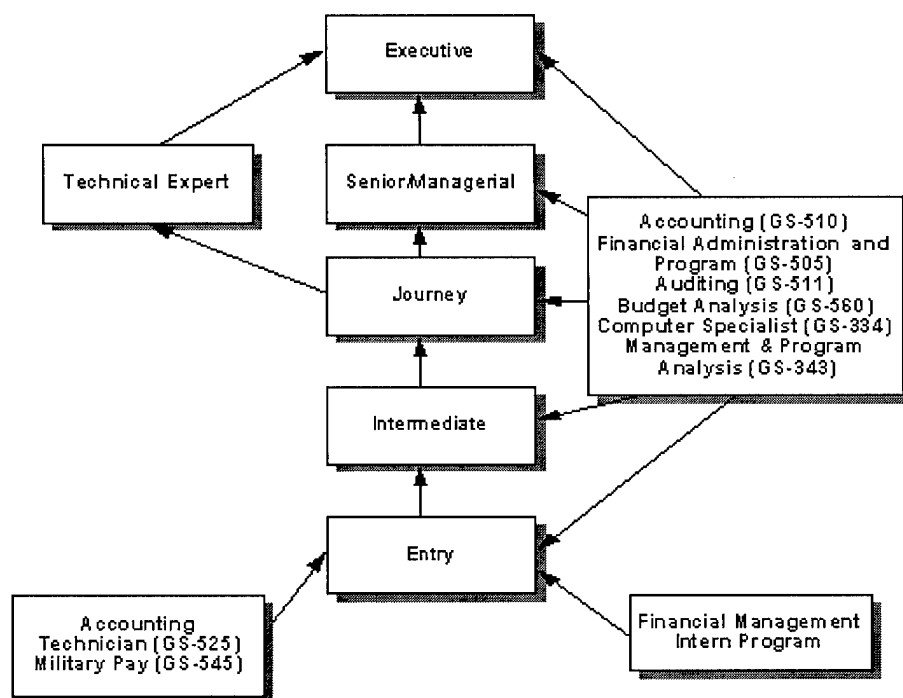 Executive
Technical Expert
Senior/Managerial
Accounting (GS-510)
Financial Administration and
Program (GS-505)
Auditing (GS-511)
Budget Analysis (GS-560)
Computer Specialist (GS-334)
Management & Program
Analysis (GS-343)
Journey
Intermediate
Entry
Accounting
Technician (GS-525)
Military Pay (GS-545)
Financial Management
Intern Program